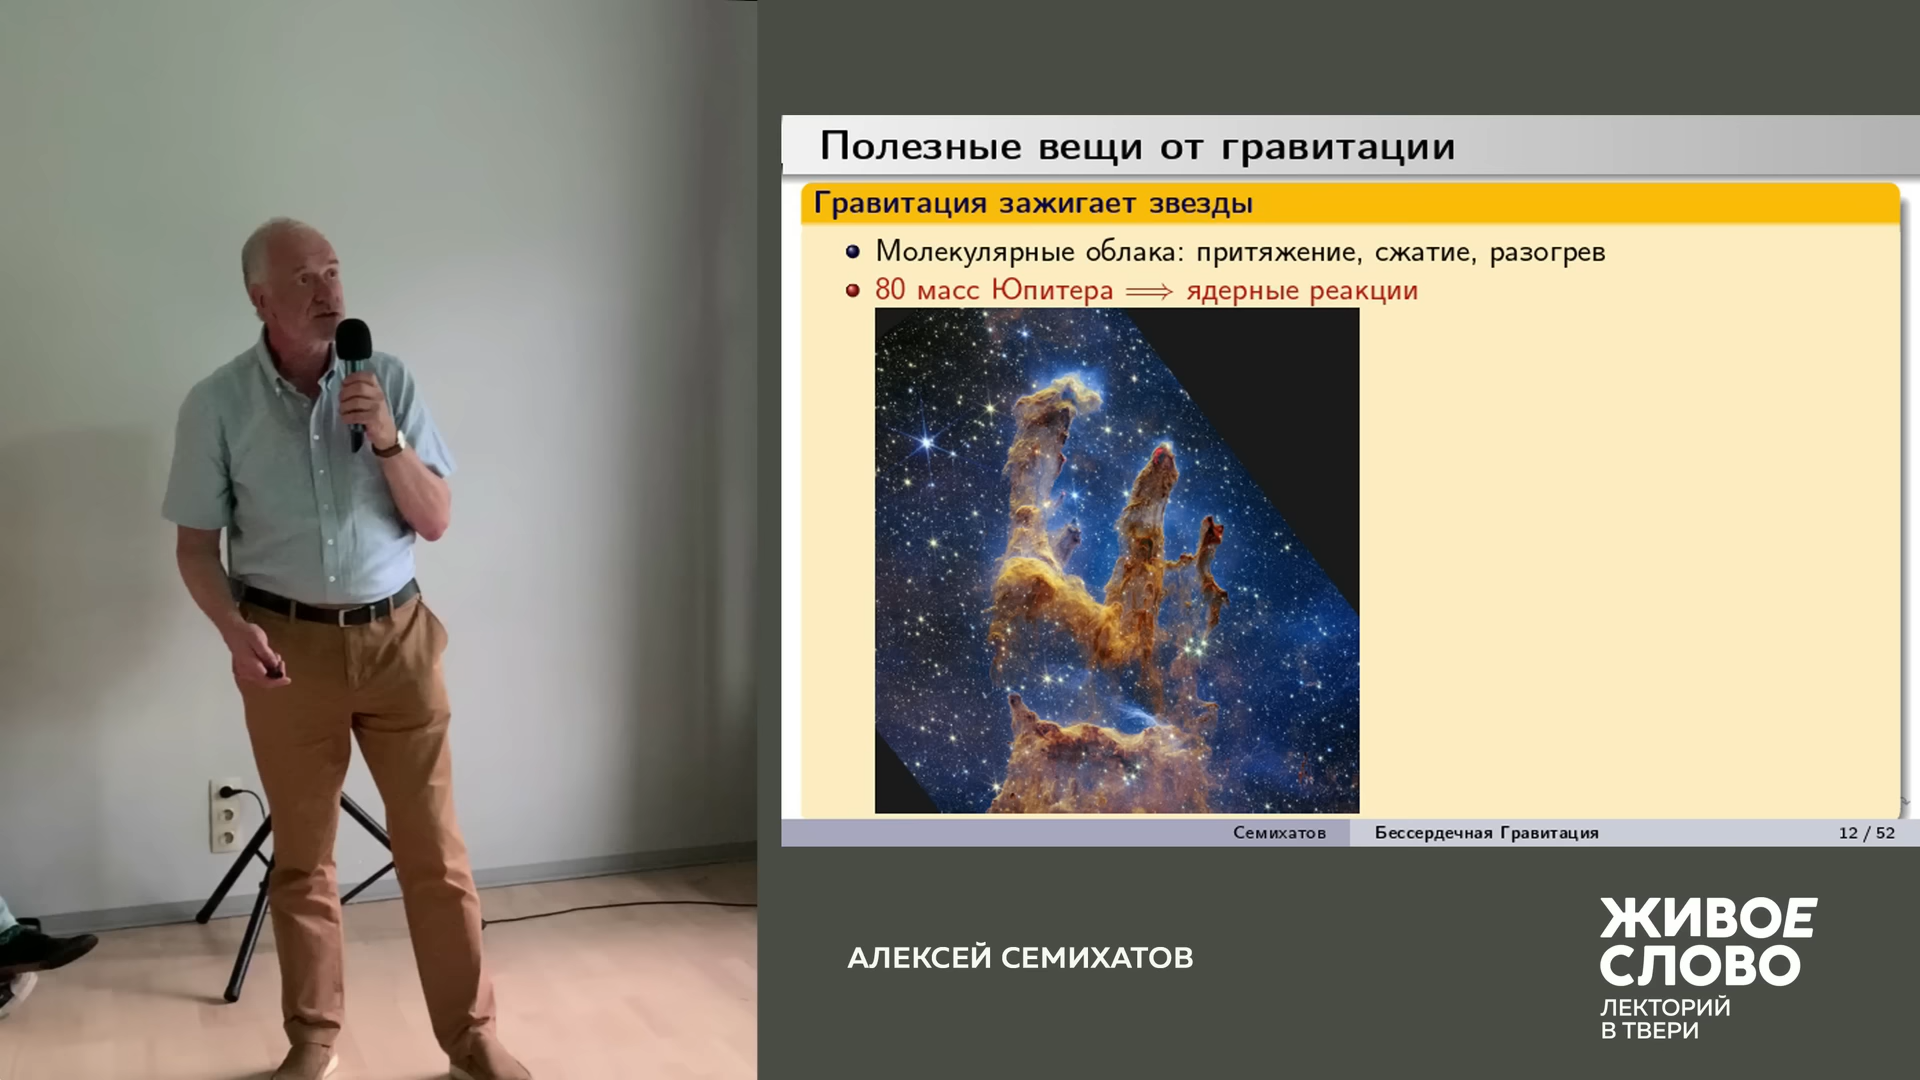 Полезные вещи от гравитации
Гравитация зажигает звезды
Молекулярные облака: притяжение, сжатие, разогрев
80 масс Юпитера ⟹ ядерные реакции
Семихатов
Бессердечная Гравитация
12 / 52
АЛЕКСЕЙ СЕМИХАТОВ
ЖИВОЕ
СЛОВО
ЛЕКТОРИЙ
В ТВЕРИ